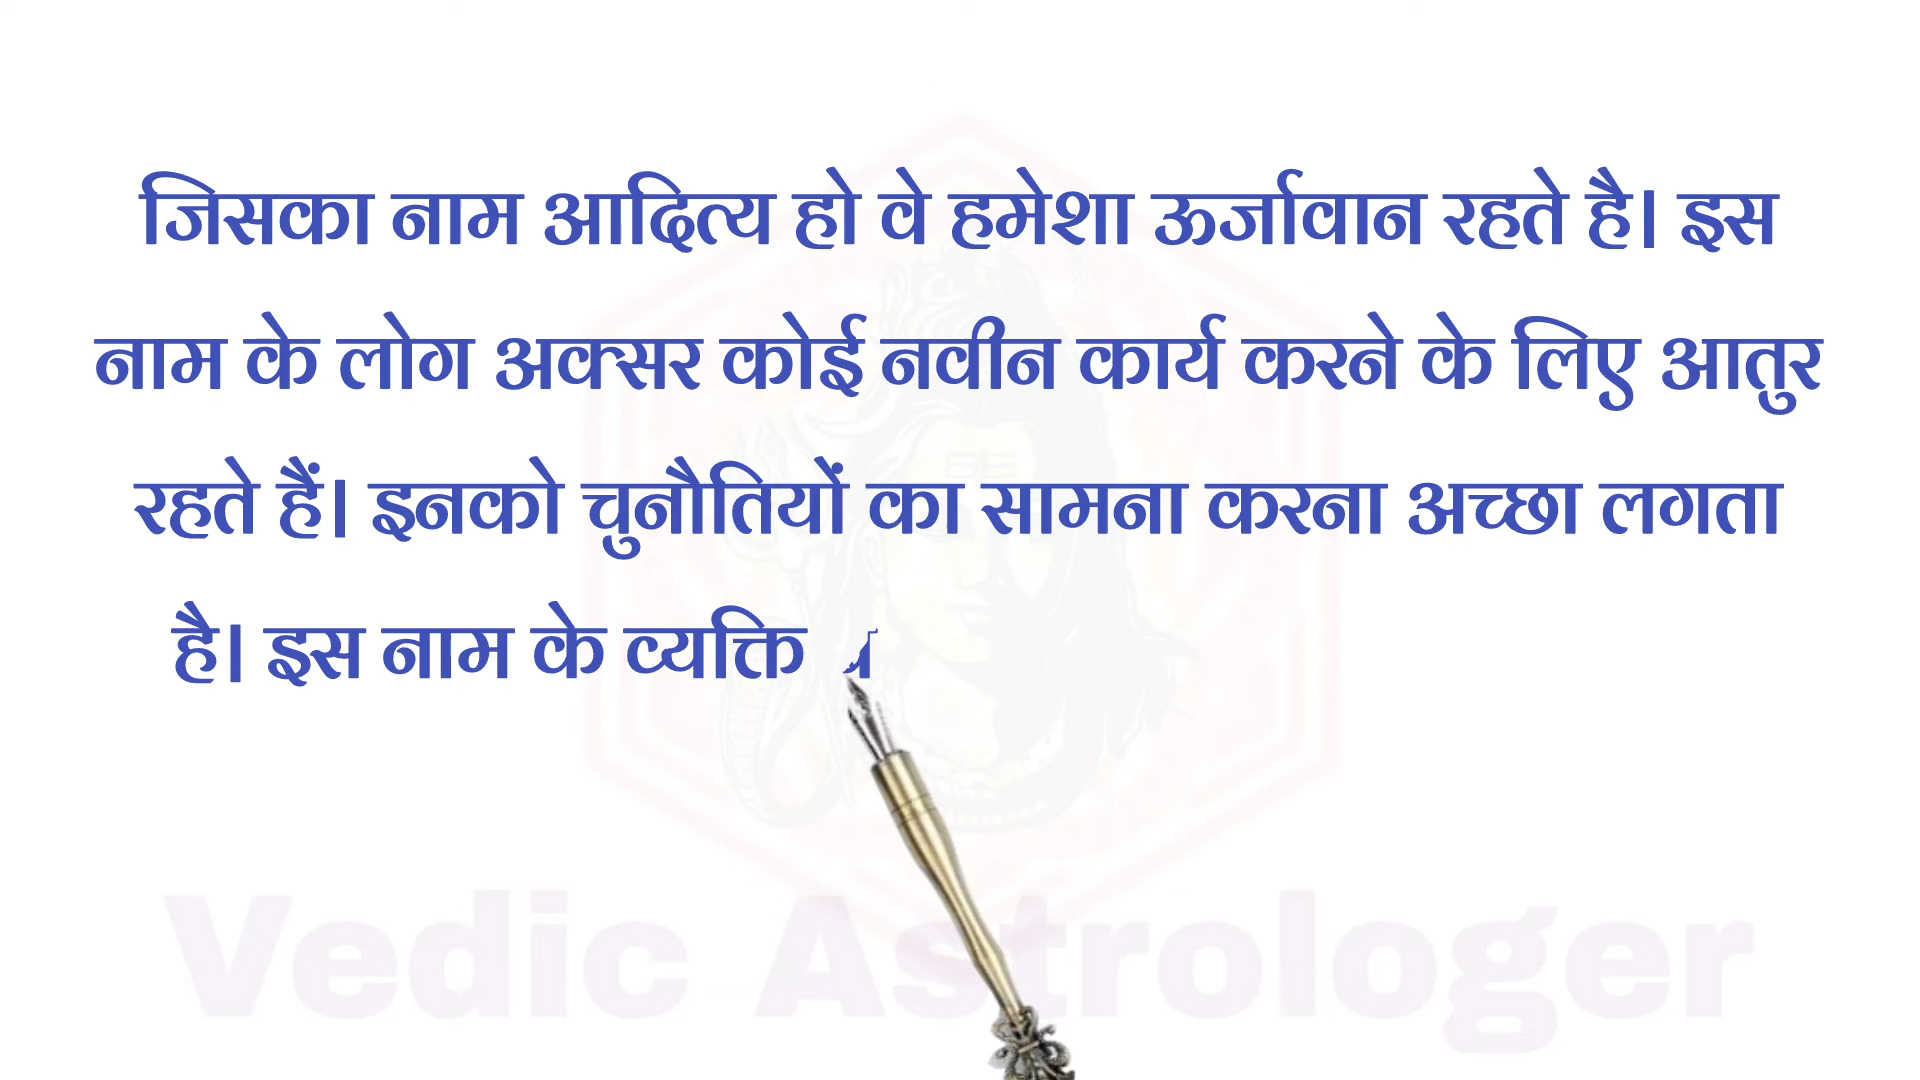 जिसका नाम आदित्य हो वे हमेशा ऊर्जावान रहते है। इस
नाम के लोग अक्सर कोई नवीन कार्य करने के लिए आतुर
रहते हैं। इनको चुनौतियों का सामना करना अच्छा लगता
है। इस नाम के व्यक्ति
Vedic Astrologer